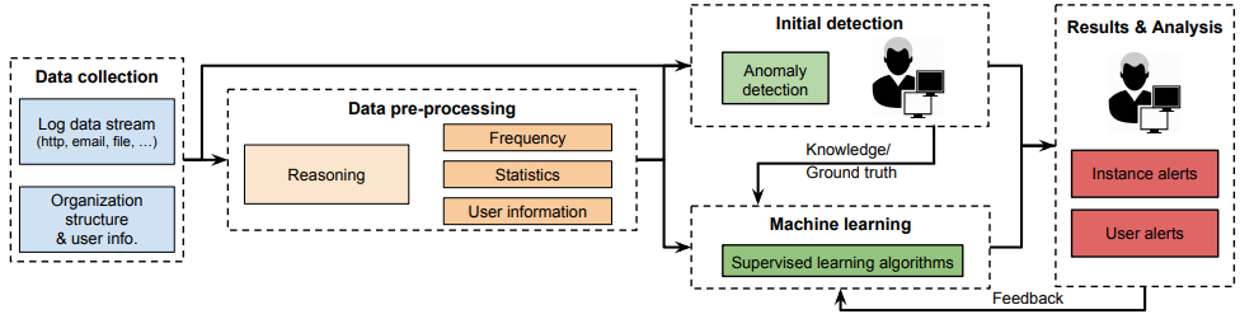 Data collection
Log data stream
(http, email, file, ...)
Organization
structure
& user info.
Data pre-processing
Reasoning
Frequency
Statistics
User information
Initial detection
Anomaly
detection
Knowledge/
Ground truth
Machine learning
Supervised learning algorithms
Results & Analysis
Instance alerts
User alerts
Feedback